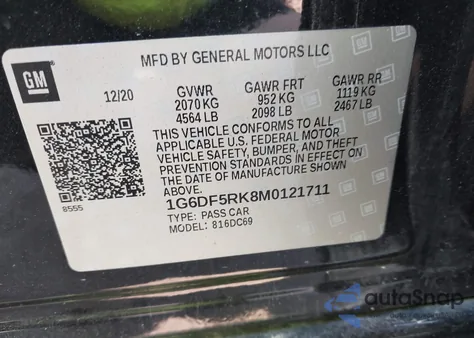 MFD BY GENERAL MOTORS LLC
GM
12/20 GVWR GAWR FRT GAWR RR
2070 KG 952 KG 1119 KG
4564 LB 2098 LB 2467 LB
THIS VEHICLE CONFORMS TO ALL
APPLICABLE U.S. FEDERAL MOTOR
VEHICLE SAFETY, BUMPER, AND THEFT
PREVENTION STANDARDS IN EFFECT ON
THE DATE OF MANUFACTURE SHOWN
ABOVE.
8555
1G6DF5RK8M0121711
TYPE: PASS CAR
MODEL: 816DC69
autoSnap